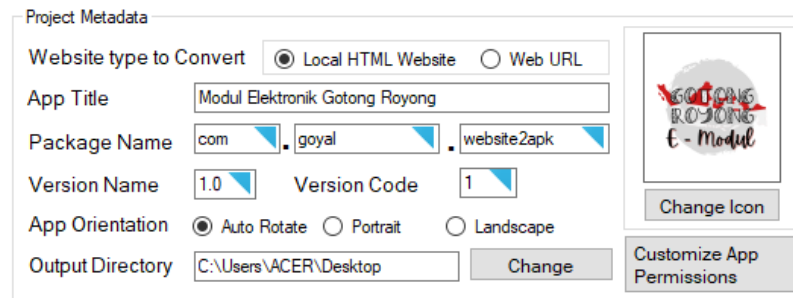 Project Metadata
Website type to Convert Local HTML Website Web URL
App Title Modul Elektronik Gotong Royong
Package Name com . goyal . website2apk
Version Name 1.0 Version Code 1
App Orientation Auto Rotate Portrait Landscape
Output Directory C:\Users\ACER\Desktop Change
GOTONG
ROYONG
E - Modul
Change Icon
Customize App
Permissions